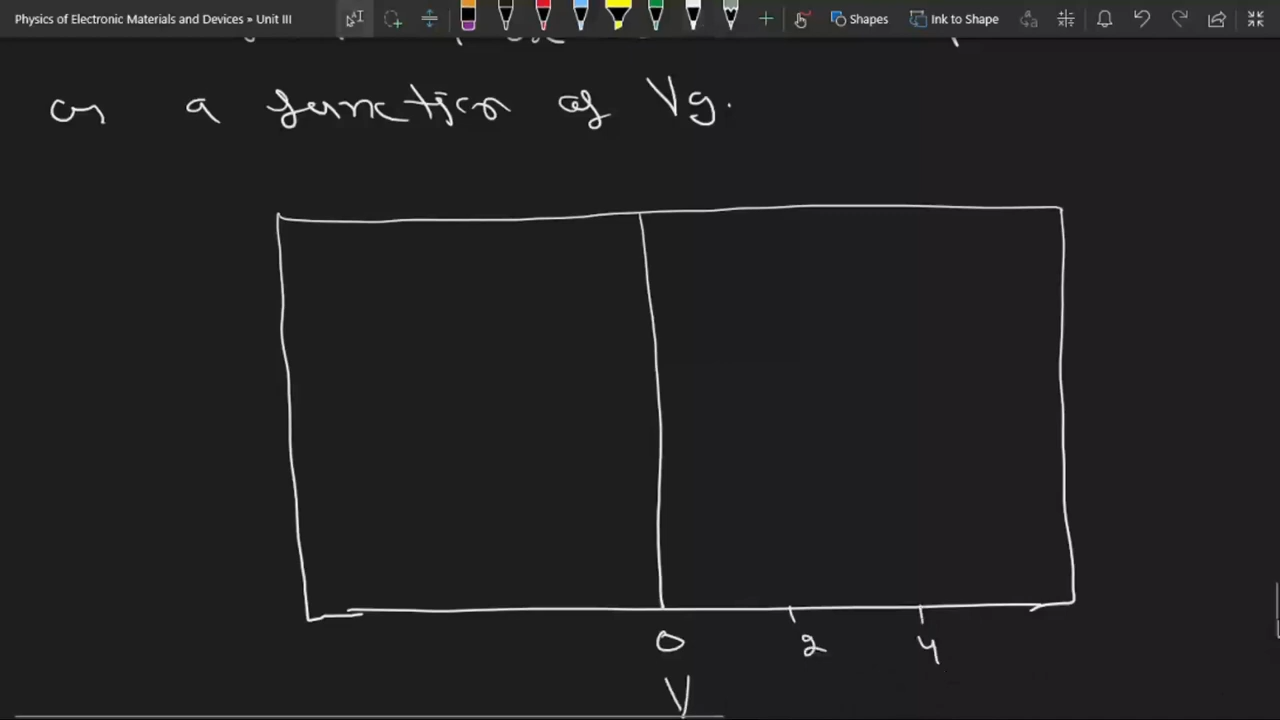 Physics of Electronic Materials and Devices » Unit III
Shapes
Ink to Shape
as a function of Vg.
0 2 4
V